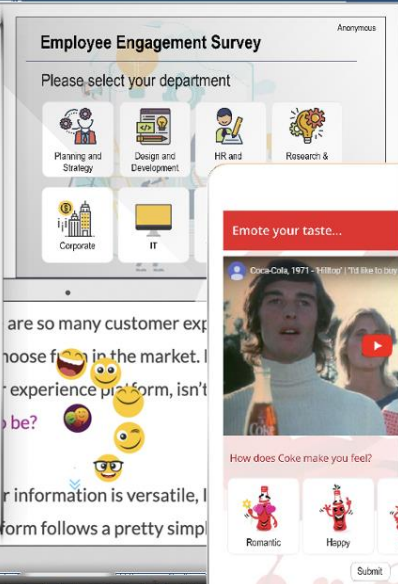 Anonymous
Employee Engagement Survey
Please select your department
Planning and
Strategy
Design and
Development
HR and
Research &
Corporate
IT
are so many customer exp
hoose from in the market. I
experience platform, isn't
be?
r information is versatile, l
form follows a pretty simpl
Emote your taste...
Coca-Cola, 1971 - 'Hilltop' | "I'd like to buy
Coke
How does Coke make you feel?
Romantic
Happy
Submit